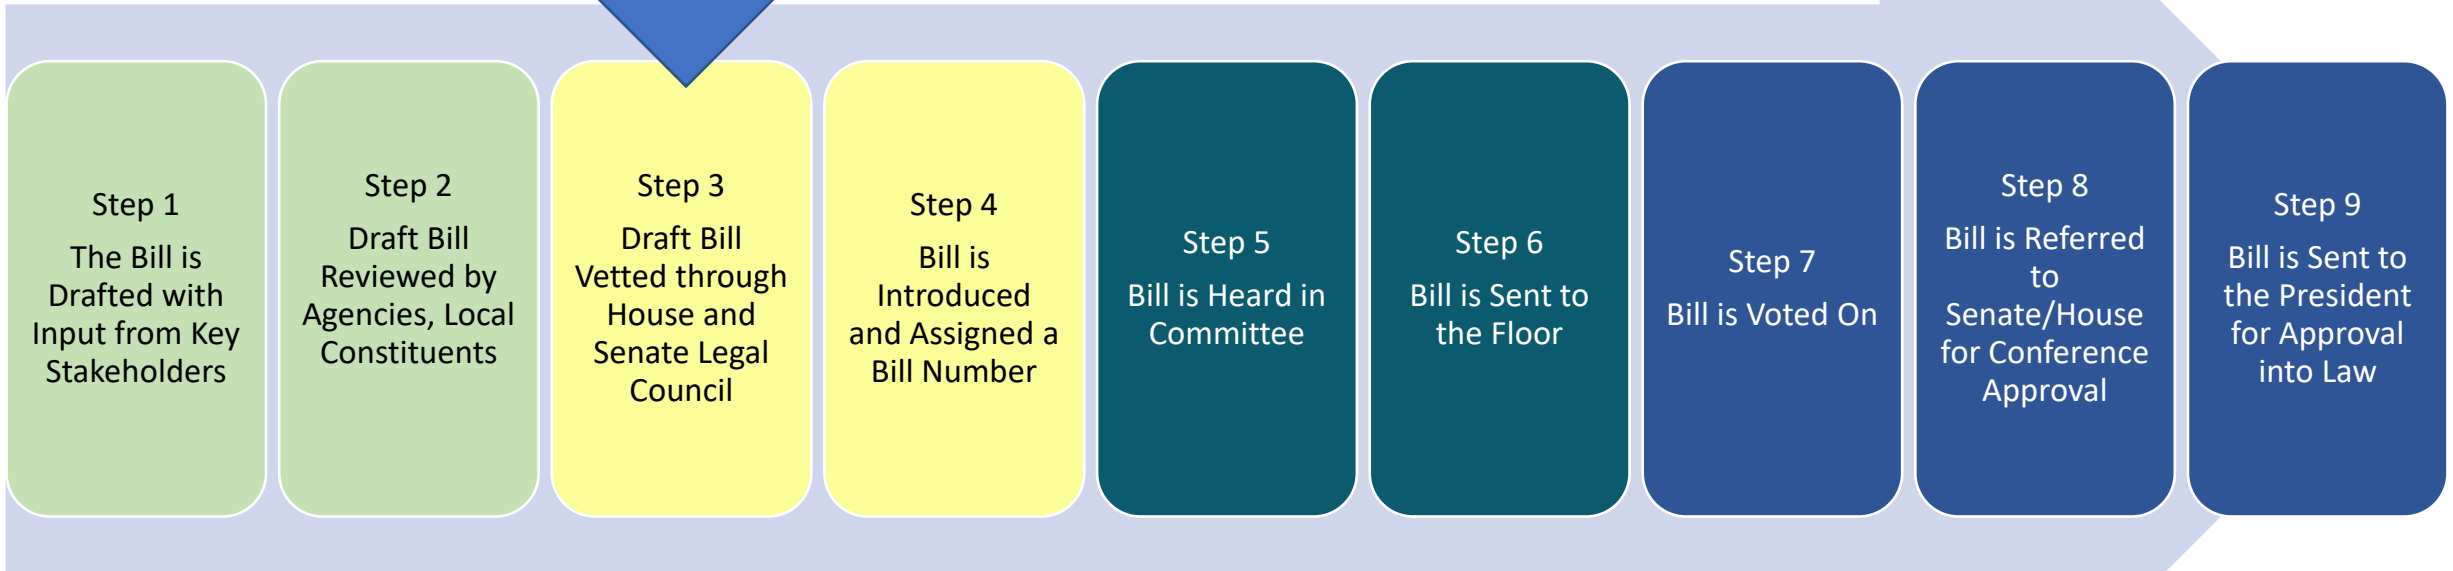 Step 1
The Bill is
Drafted with
Input from Key
Stakeholders
Step 2
Draft Bill
Reviewed by
Agencies, Local
Constituents
Step 3
Draft Bill
Vetted through
House and
Senate Legal
Council
Step 4
Bill is
Introduced
and Assigned a
Bill Number
Step 5
Bill is Heard in
Committee
Step 6
Bill is Sent to
the Floor
Step 7
Bill is Voted On
Step 8
Bill is Referred
to
Senate/House
for Conference
Approval
Step 9
Bill is Sent to
the President
for Approval
into Law